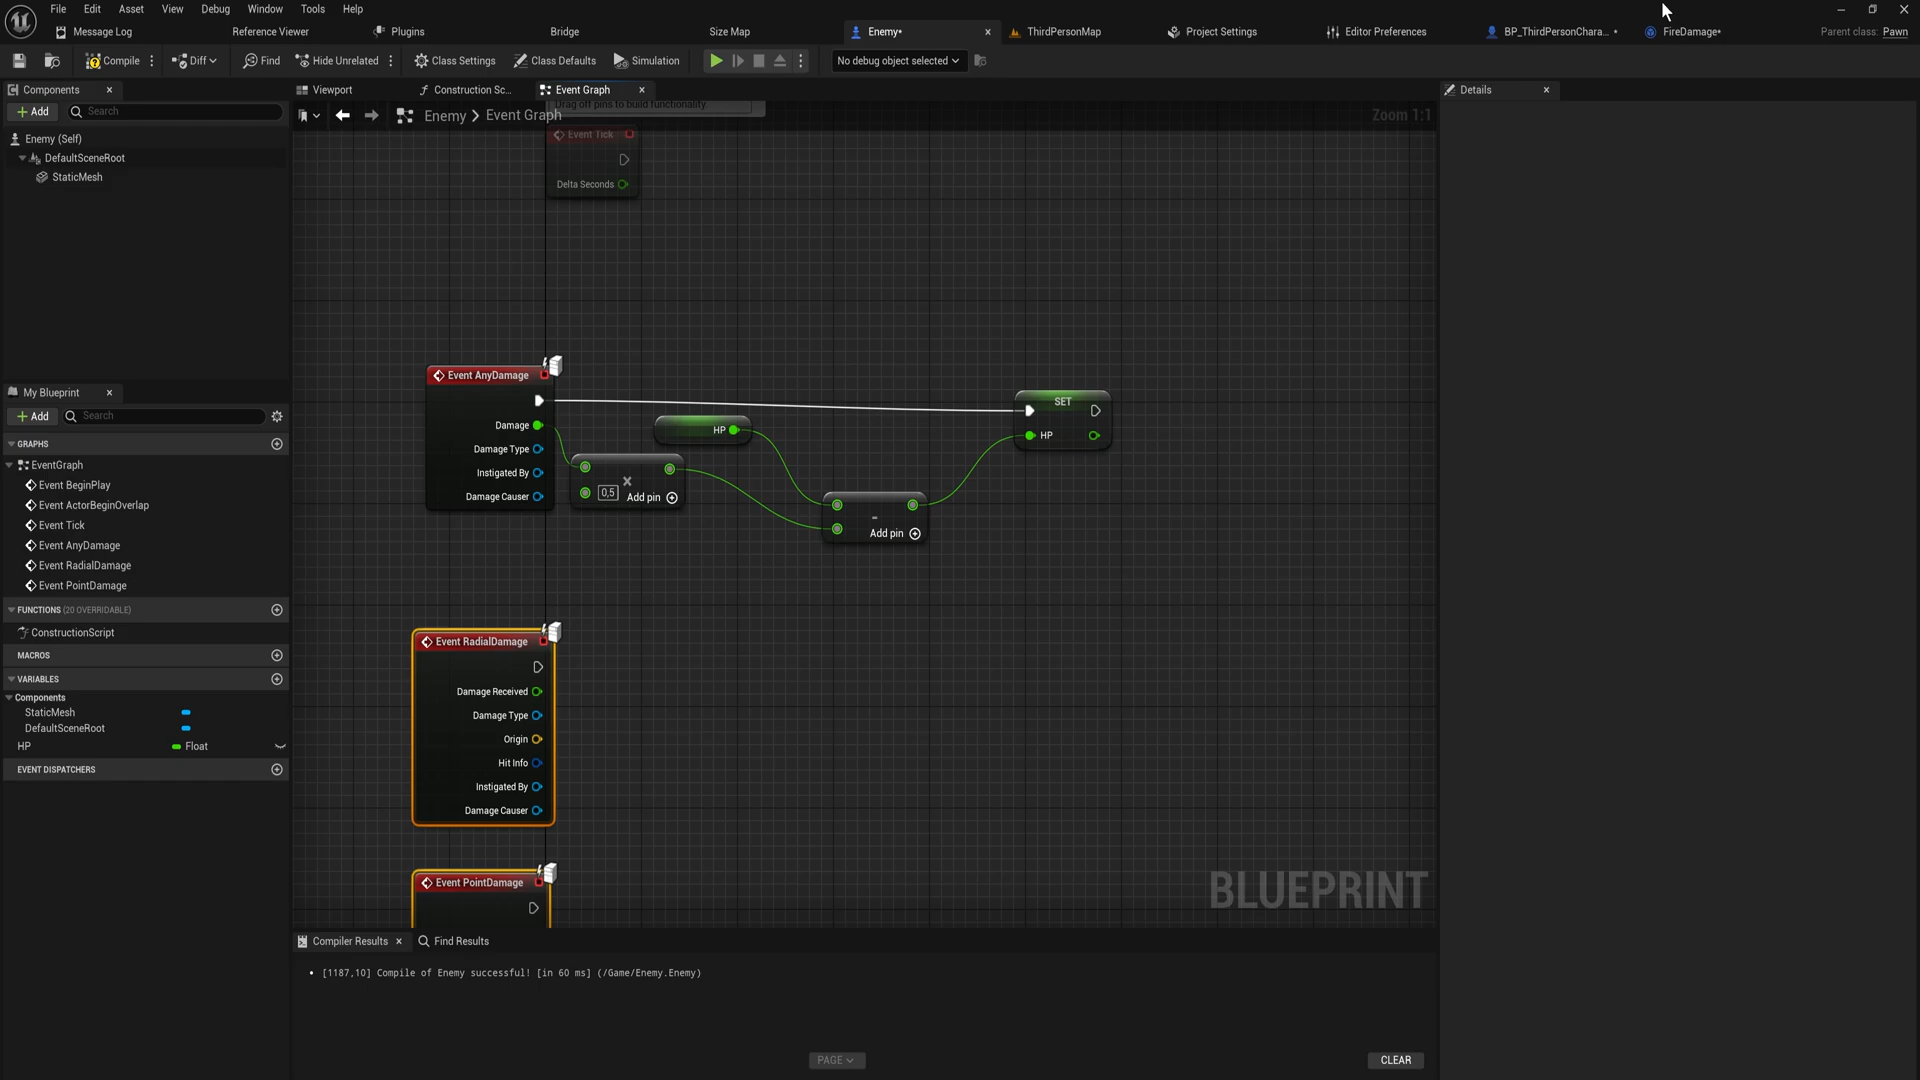 File Edit Asset View Debug Window Tools Help
Message Log Reference Viewer Plugins Bridge Size Map Enemy* ThirdPersonMap Project Settings Editor Preferences BP_ThirdPersonChara... * FireDamage* Parent class: Pawn
Compile Diff Find Hide Unrelated Class Settings Class Defaults Simulation No debug object selected
Components Viewport Construction Sc... Event Graph Details
Add Search
Enemy > Event Graph Zoom 1:1
Drag off pins to build functionality.
Enemy (Self)
DefaultSceneRoot
StaticMesh
Event Tick
Delta Seconds
My Blueprint
Add Search
GRAPHS
EventGraph
Event BeginPlay
Event ActorBeginOverlap
Event Tick
Event AnyDamage
Event RadialDamage
Event PointDamage
FUNCTIONS (20 OVERRIDABLE)
ConstructionScript
MACROS
VARIABLES
Components
StaticMesh
DefaultSceneRoot
HP Float
EVENT DISPATCHERS
Event AnyDamage
Damage
Damage Type
Instigated By
Damage Causer
HP
×
0,5 Add pin
-
Add pin
SET
HP
Event RadialDamage
Damage Received
Damage Type
Origin
Hit Info
Instigated By
Damage Causer
Event PointDamage
BLUEPRINT
Compiler Results Find Results
[1187,10] Compile of Enemy successful! [in 60 ms] (/Game/Enemy.Enemy)
PAGE CLEAR